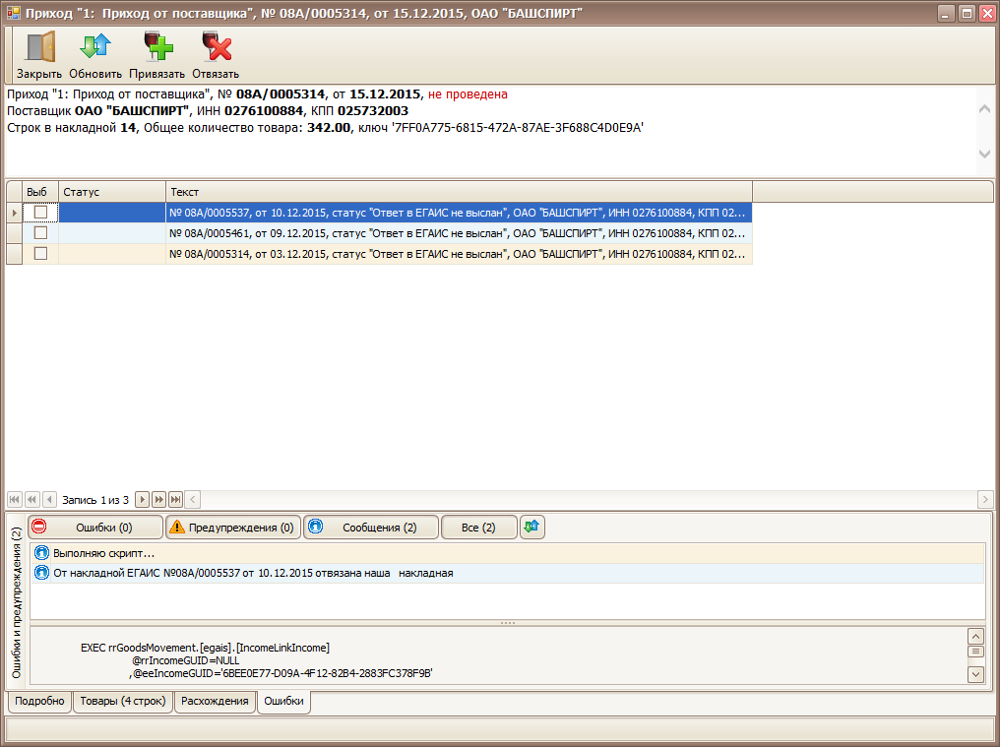 Приход "1:  Приход от поставщика", № 08А/0005314, от 15.12.2015, ОАО "БАШСПИРТ"
Закрыть Обновить Привязать Отвязать
Приход "1: Приход от поставщика", № 08А/0005314, от 15.12.2015, не проведена
Поставщик ОАО "БАШСПИРТ", ИНН 0276100884, КПП 025732003
Строк в накладной 14, Общее количество товара: 342.00, ключ '7FF0A775-6815-472A-87AE-3F688C4D0E9A'
Выб Статус Текст
№ 08А/0005537, от 10.12.2015, статус "Ответ в ЕГАИС не выслан", ОАО "БАШСПИРТ", ИНН 0276100884, КПП 02...
№ 08А/0005461, от 09.12.2015, статус "Ответ в ЕГАИС не выслан", ОАО "БАШСПИРТ", ИНН 0276100884, КПП 02...
№ 08А/0005314, от 03.12.2015, статус "Ответ в ЕГАИС не выслан", ОАО "БАШСПИРТ", ИНН 0276100884, КПП 02...
Запись 1 из 3
Ошибки и предупреждения (2)
Ошибки (0) Предупреждения (0) Сообщения (2) Все (2)
Выполняю скрипт...
От накладной ЕГАИС №08А/0005537 от 10.12.2015 отвязана наша   накладная
EXEC rrGoodsMovement.[egais].[IncomeLinkIncome]
@rrIncomeGUID=NULL
,@eeIncomeGUID='6BEE0E77-D09A-4F12-82B4-2883FC378F9B'
Подробно Товары (4 строк) Расхождения Ошибки